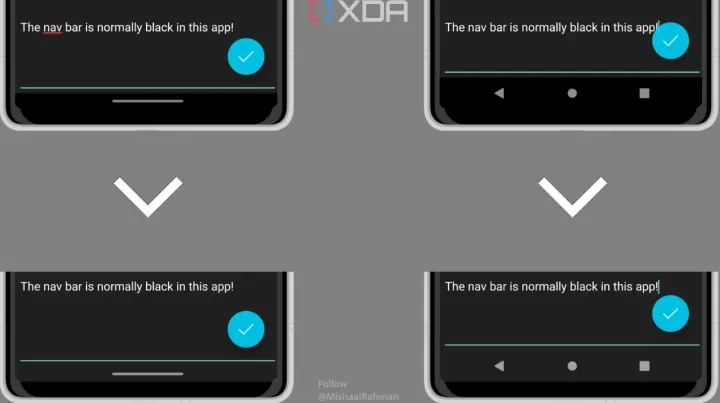 XDA
The nav bar is normally black in this app!
The nav bar is normally black in this app!
The nav bar is normally black in this app!
The nav bar is normally black in this app!
Follow
@MishaalRahman